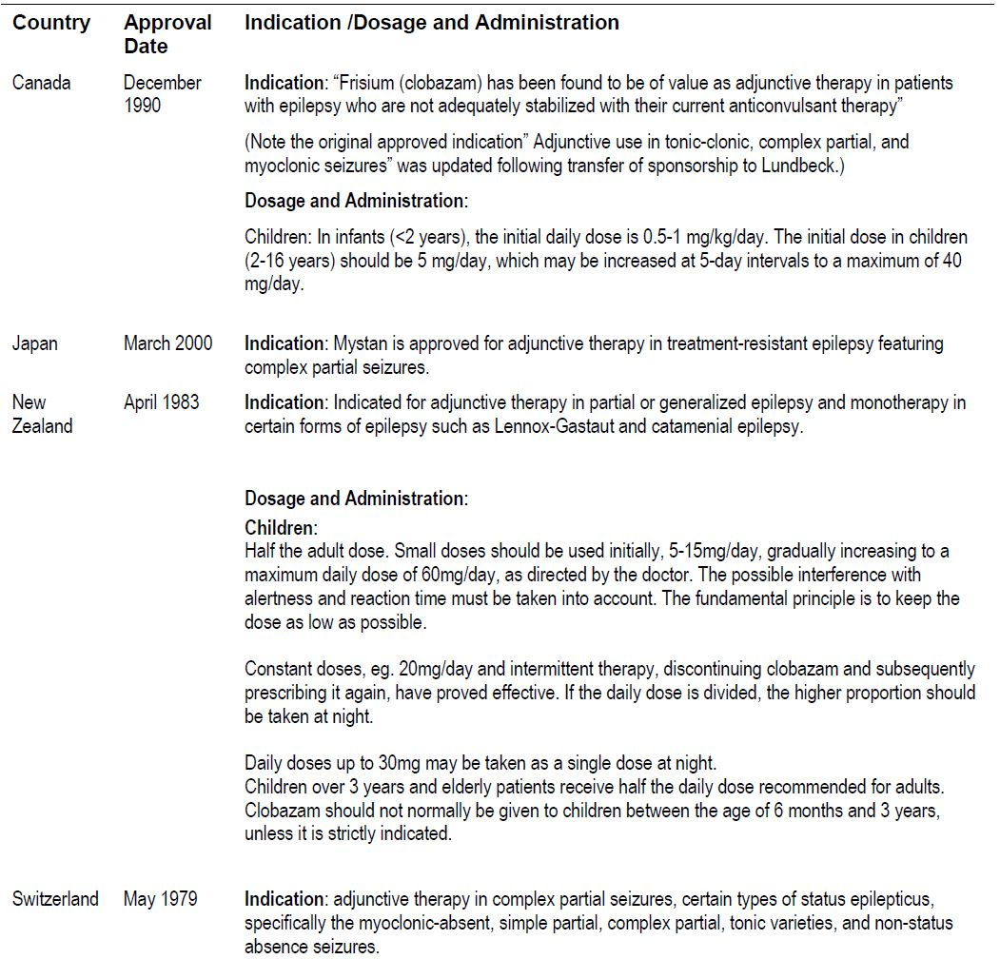 Country Approval Date Indication /Dosage and Administration
Canada December 1990 Indication: “Frisium (clobazam) has been found to be of value as adjunctive therapy in patients
with epilepsy who are not adequately stabilized with their current anticonvulsant therapy”
(Note the original approved indication” Adjunctive use in tonic-clonic, complex partial, and
myoclonic seizures” was updated following transfer of sponsorship to Lundbeck.)
Dosage and Administration:
Children: In infants (<2 years), the initial daily dose is 0.5-1 mg/kg/day. The initial dose in children
(2-16 years) should be 5 mg/day, which may be increased at 5-day intervals to a maximum of 40
mg/day.
Japan March 2000 Indication: Mystan is approved for adjunctive therapy in treatment-resistant epilepsy featuring
complex partial seizures.
New Zealand April 1983 Indication: Indicated for adjunctive therapy in partial or generalized epilepsy and monotherapy in
certain forms of epilepsy such as Lennox-Gastaut and catamenial epilepsy.
Dosage and Administration:
Children:
Half the adult dose. Small doses should be used initially, 5-15mg/day, gradually increasing to a
maximum daily dose of 60mg/day, as directed by the doctor. The possible interference with
alertness and reaction time must be taken into account. The fundamental principle is to keep the
dose as low as possible.
Constant doses, eg. 20mg/day and intermittent therapy, discontinuing clobazam and subsequently
prescribing it again, have proved effective. If the daily dose is divided, the higher proportion should
be taken at night.
Daily doses up to 30mg may be taken as a single dose at night.
Children over 3 years and elderly patients receive half the daily dose recommended for adults.
Clobazam should not normally be given to children between the age of 6 months and 3 years,
unless it is strictly indicated.
Switzerland May 1979 Indication: adjunctive therapy in complex partial seizures, certain types of status epilepticus,
specifically the myoclonic-absent, simple partial, complex partial, tonic varieties, and non-status
absence seizures.